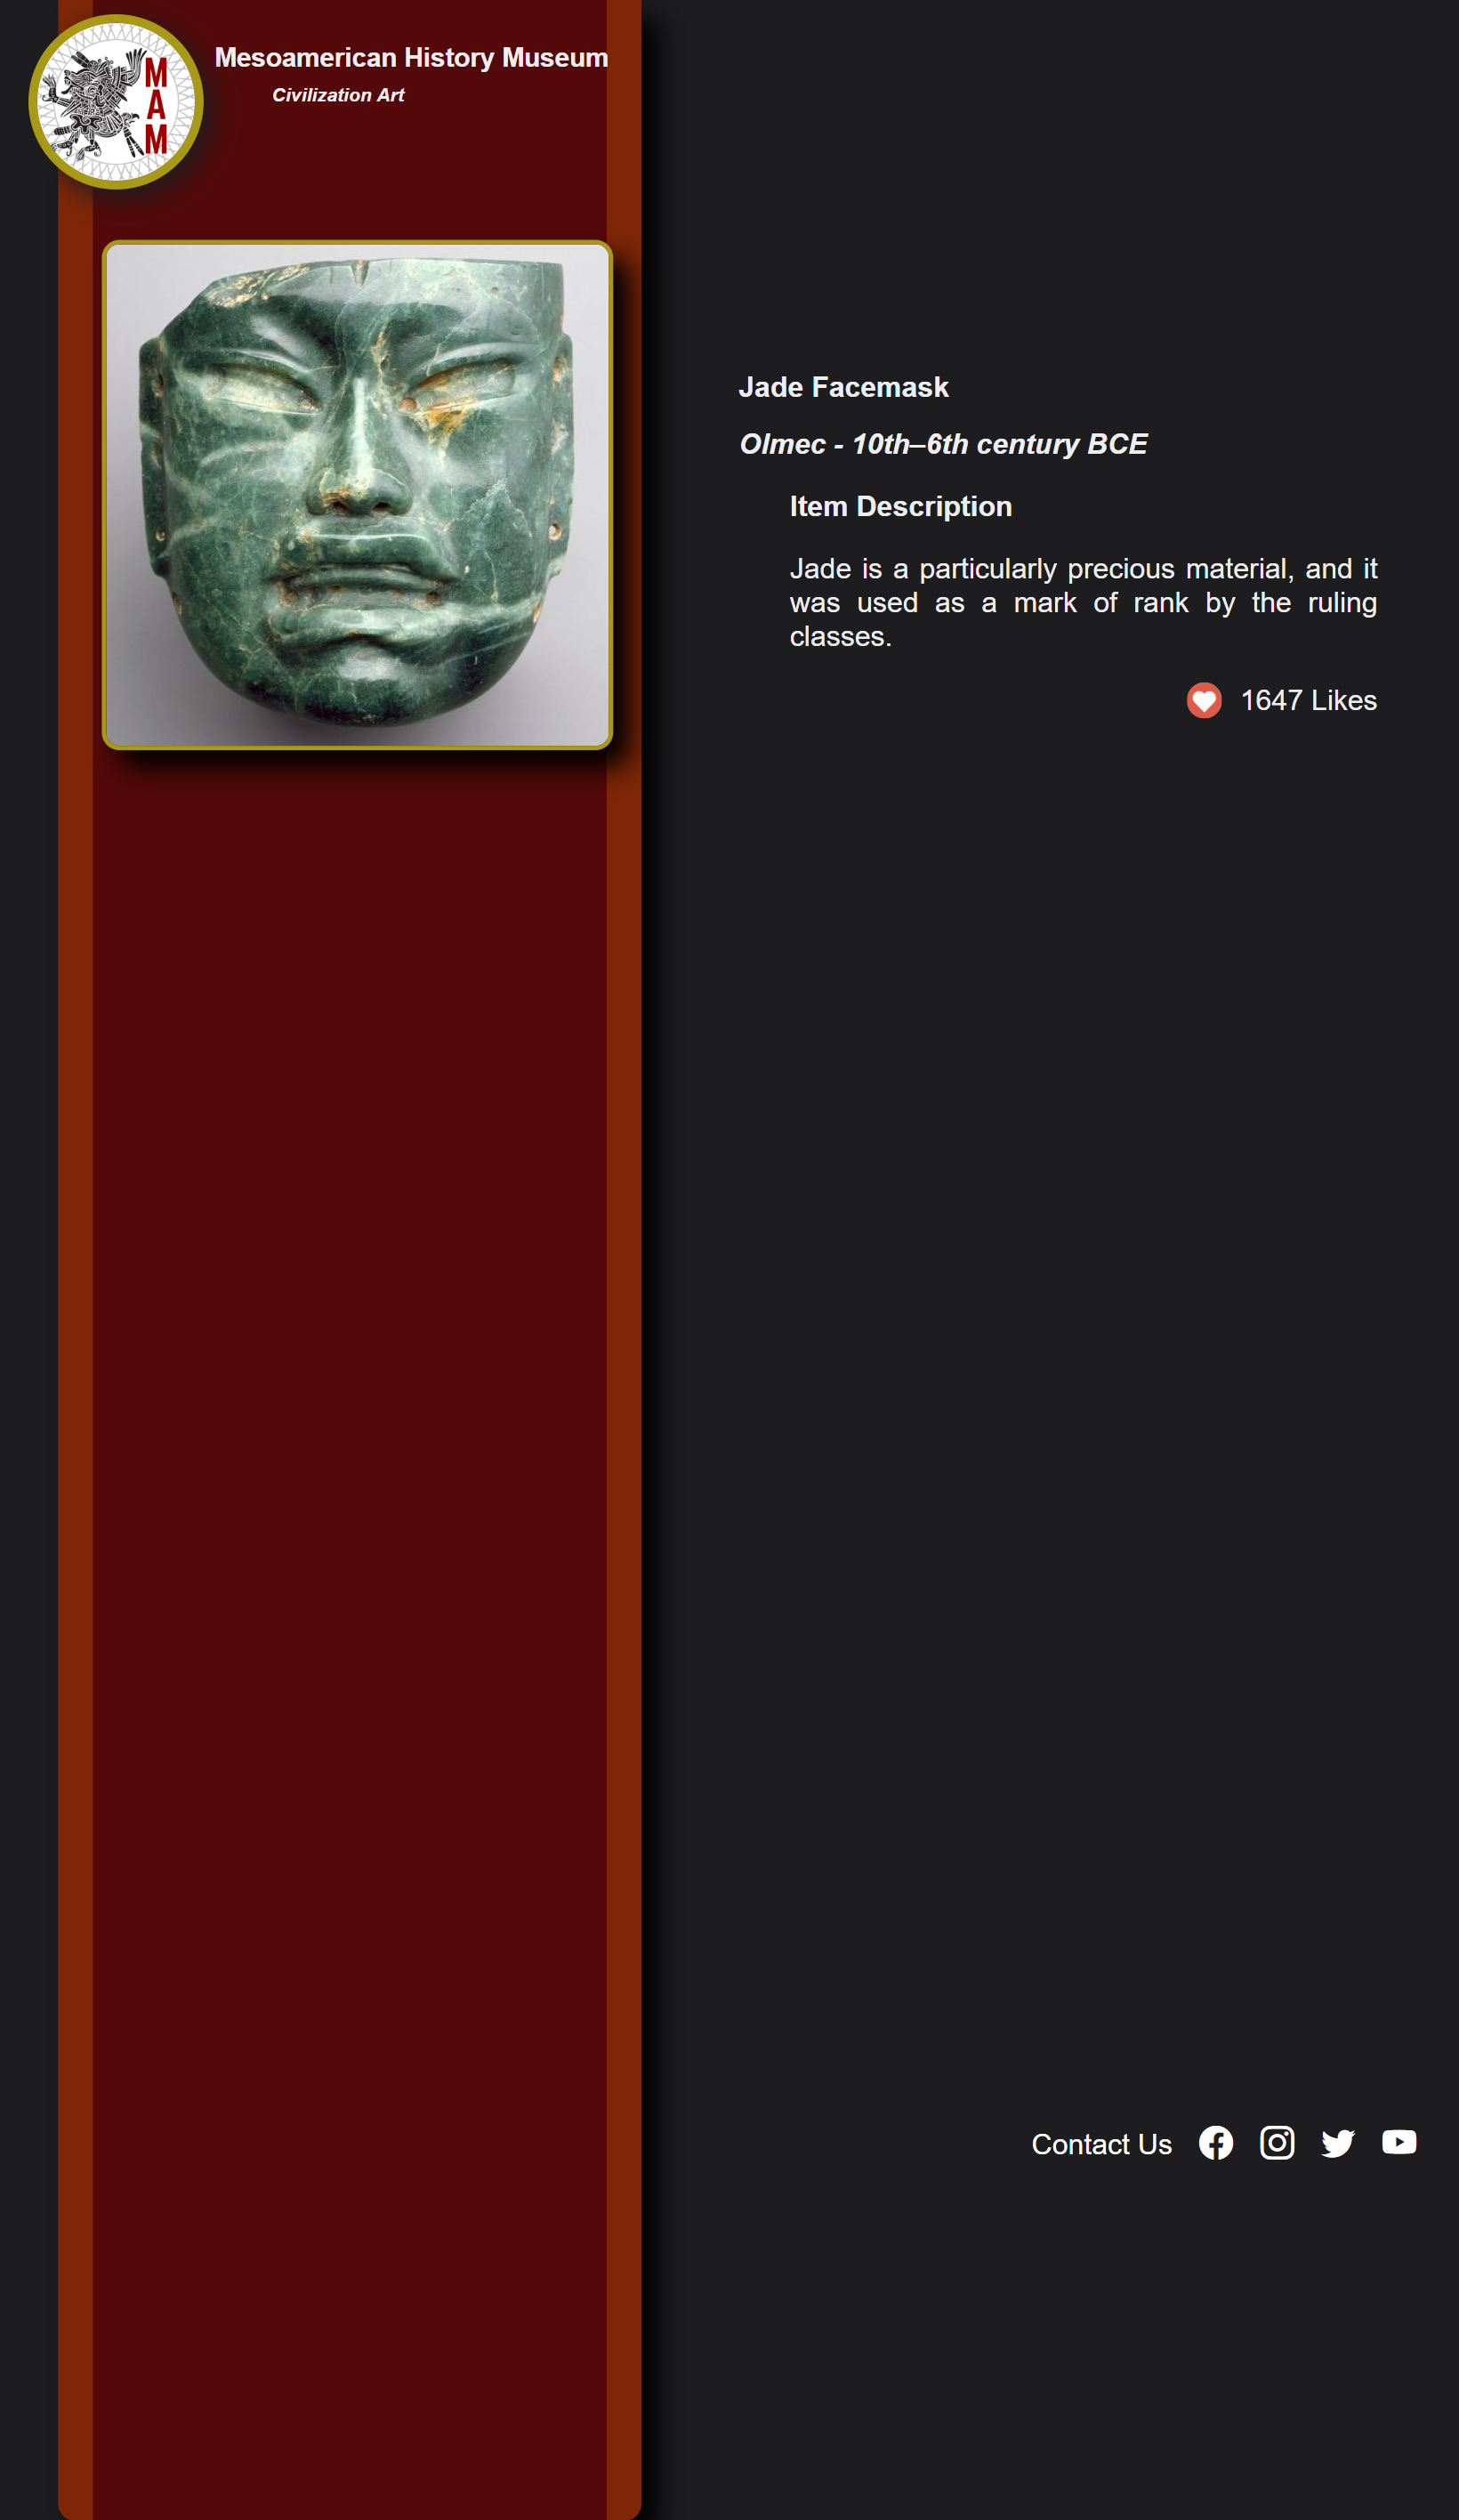 MAM
Mesoamerican History Museum
Civilization Art
Jade Facemask
Olmec - 10th–6th century BCE
Item Description
Jade is a particularly precious material, and it
was used as a mark of rank by the ruling
classes.
1647 Likes
Contact Us